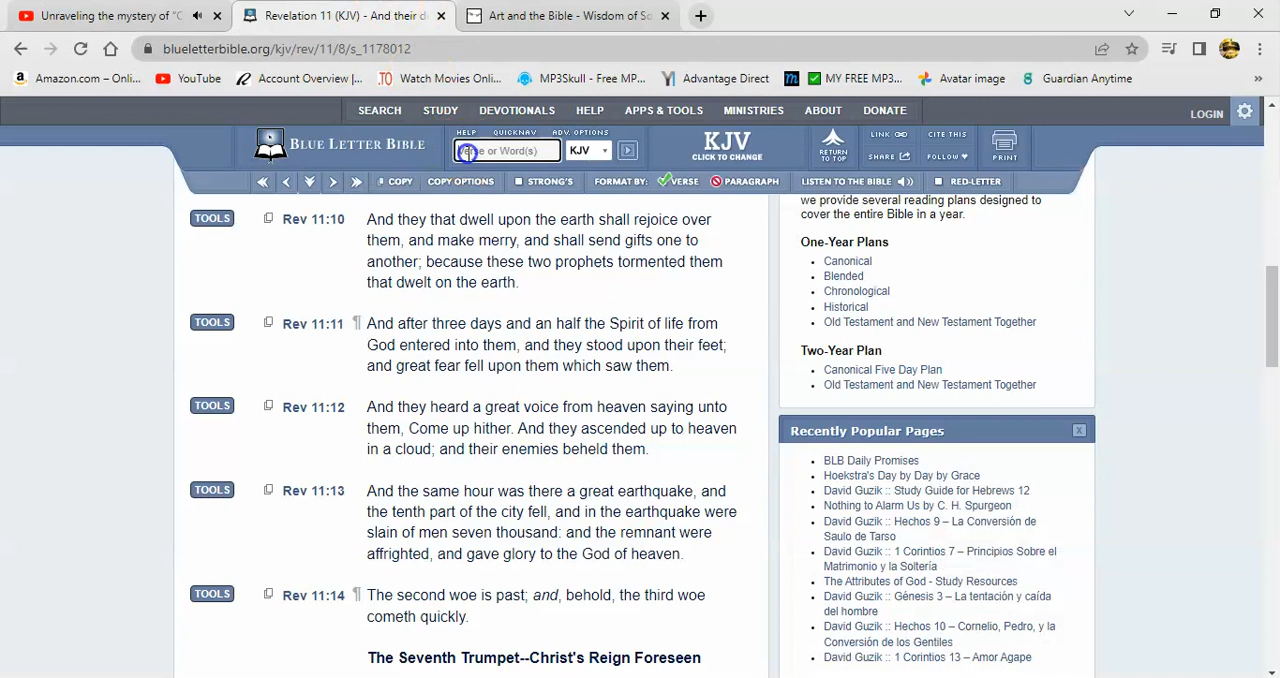 Unraveling the mystery of "C
Revelation 11 (KJV) - And their d
Art and the Bible - Wisdom of So
blueletterbible.org/kjv/rev/11/8/s_1178012
Amazon.com – Onli...
YouTube
Account Overview |...
Watch Movies Onlin...
MP3Skull - Free MP...
Advantage Direct
MY FREE MP3...
Avatar image
Guardian Anytime
»
SEARCH STUDY DEVOTIONALS HELP APPS & TOOLS MINISTRIES ABOUT DONATE
LOGIN
BLUE LETTER BIBLE
HELP QUICKNAV ADV. OPTIONS
Verse or Word(s)
KJV
KJV
CLICK TO CHANGE
RETURN
TO TOP
LINK
CITE THIS
SHARE
FOLLOW
PRINT
COPY COPY OPTIONS STRONG'S FORMAT BY: VERSE PARAGRAPH LISTEN TO THE BIBLE RED-LETTER
TOOLS Rev 11:10 And they that dwell upon the earth shall rejoice over
them, and make merry, and shall send gifts one to
another; because these two prophets tormented them
that dwelt on the earth.
TOOLS Rev 11:11 ¶ And after three days and an half the Spirit of life from
God entered into them, and they stood upon their feet;
and great fear fell upon them which saw them.
TOOLS Rev 11:12 And they heard a great voice from heaven saying unto
them, Come up hither. And they ascended up to heaven
in a cloud; and their enemies beheld them.
TOOLS Rev 11:13 And the same hour was there a great earthquake, and
the tenth part of the city fell, and in the earthquake were
slain of men seven thousand: and the remnant were
affrighted, and gave glory to the God of heaven.
TOOLS Rev 11:14 ¶ The second woe is past; and, behold, the third woe
cometh quickly.
The Seventh Trumpet--Christ's Reign Foreseen
we provide several reading plans designed to
cover the entire Bible in a year.
One-Year Plans
Canonical
Blended
Chronological
Historical
Old Testament and New Testament Together
Two-Year Plan
Canonical Five Day Plan
Old Testament and New Testament Together
Recently Popular Pages
BLB Daily Promises
Hoekstra's Day by Day by Grace
David Guzik :: Study Guide for Hebrews 12
Nothing to Alarm Us by C. H. Spurgeon
David Guzik :: Hechos 9 – La Conversión de
Saulo de Tarso
David Guzik :: 1 Corintios 7 – Principios Sobre el
Matrimonio y la Soltería
The Attributes of God - Study Resources
David Guzik :: Génesis 3 – La tentación y caída
del hombre
David Guzik :: Hechos 10 – Cornelio, Pedro, y la
Conversión de los Gentiles
David Guzik :: 1 Corintios 13 – Amor Agape